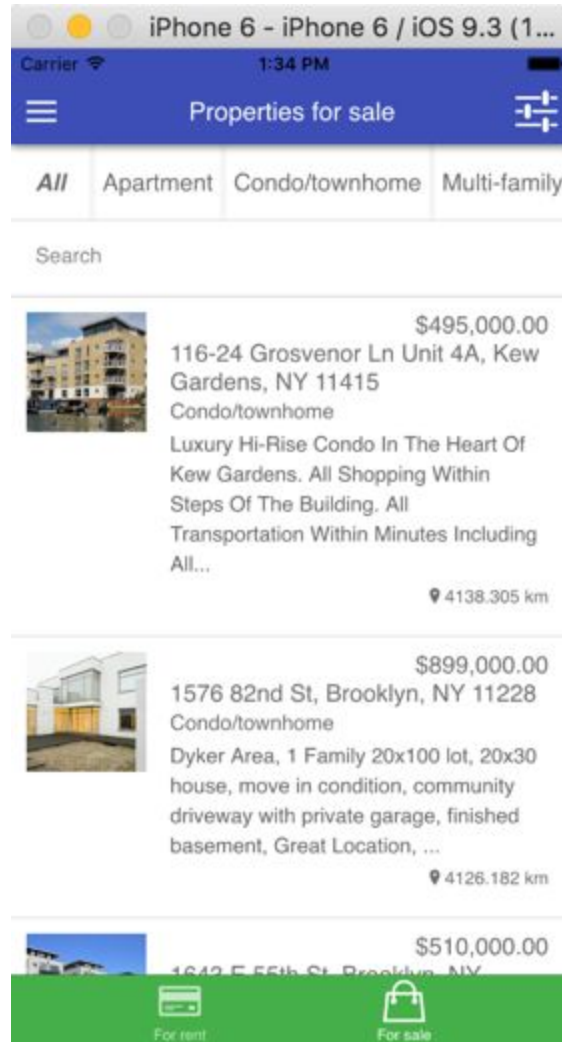 iPhone 6 - iPhone 6 / iOS 9.3 (1...
Carrier
1:34 PM
Properties for sale
All
Apartment
Condo/townhome
Multi-family
Search
$495,000.00
116-24 Grosvenor Ln Unit 4A, Kew
Gardens, NY 11415
Condo/townhome
Luxury Hi-Rise Condo In The Heart Of
Kew Gardens. All Shopping Within
Steps Of The Building. All
Transportation Within Minutes Including
All...
4138.305 km
$899,000.00
1576 82nd St, Brooklyn, NY 11228
Condo/townhome
Dyker Area, 1 Family 20x100 lot, 20x30
house, move in condition, community
driveway with private garage, finished
basement, Great Location, ...
4126.182 km
$510,000.00
1643 E 55th St, Brooklyn, NY
For rent
For sale